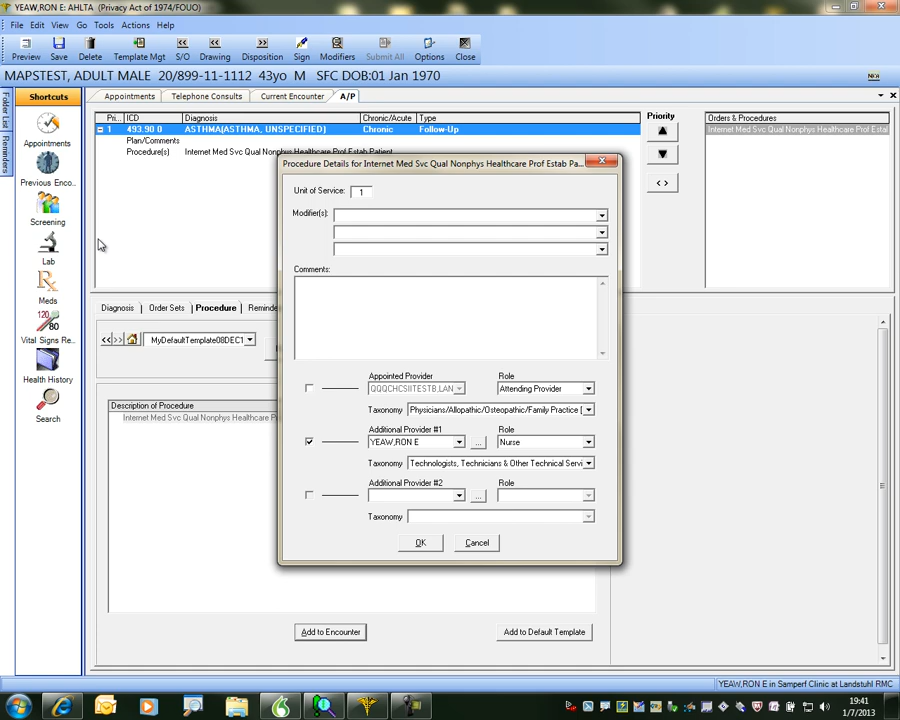 YEAW,RON E: AHLTA (Privacy Act of 1974/FOUO)
File Edit View Go Tools Actions Help
Preview Save Delete Template Mgt S/O Drawing Disposition Sign Modifiers Submit All Options Close
MAPSTEST, ADULT MALE 20/899-11-1112 43yo M SFC DOB:01 Jan 1970
Folder List Reminders
Shortcuts
Appointments
Previous Enco...
Screening
Lab
Meds
Vital Signs Re...
Health History
Search
Appointments Telephone Consults Current Encounter A/P
Pri... ICD Diagnosis Chronic/Acute Type
1 493.90 0 ASTHMA(ASTHMA, UNSPECIFIED) Chronic Follow-Up
Plan/Comments
Procedure(s) Internet Med Svc Qual Nonphys Healthcare Prof Estab Patient
Priority
< >
Orders & Procedures
Internet Med Svc Qual Nonphys Healthcare Prof Estal
Procedure Details for Internet Med Svc Qual Nonphys Healthcare Prof Estab Pa...
Unit of Service: 1
Modifier(s):
Comments:
Appointed Provider Role
QQQCHCSIITESTB,LAN Attending Provider
Taxonomy Physicians/Allopathic/Osteopathic/Family Practice [
Additional Provider #1 Role
YEAW,RON E ... Nurse
Taxonomy Technologists, Technicians & Other Technical Servi
Additional Provider #2 Role
...
Taxonomy
OK Cancel
Diagnosis Order Sets Procedure Reminde
<< >> MyDefaultTemplate08DEC1
Description of Procedure
Internet Med Svc Qual Nonphys Healthcare P
Add to Encounter Add to Default Template
YEAW,RON E in Samperf Clinic at Landstuhl RMC
19:41
1/7/2013